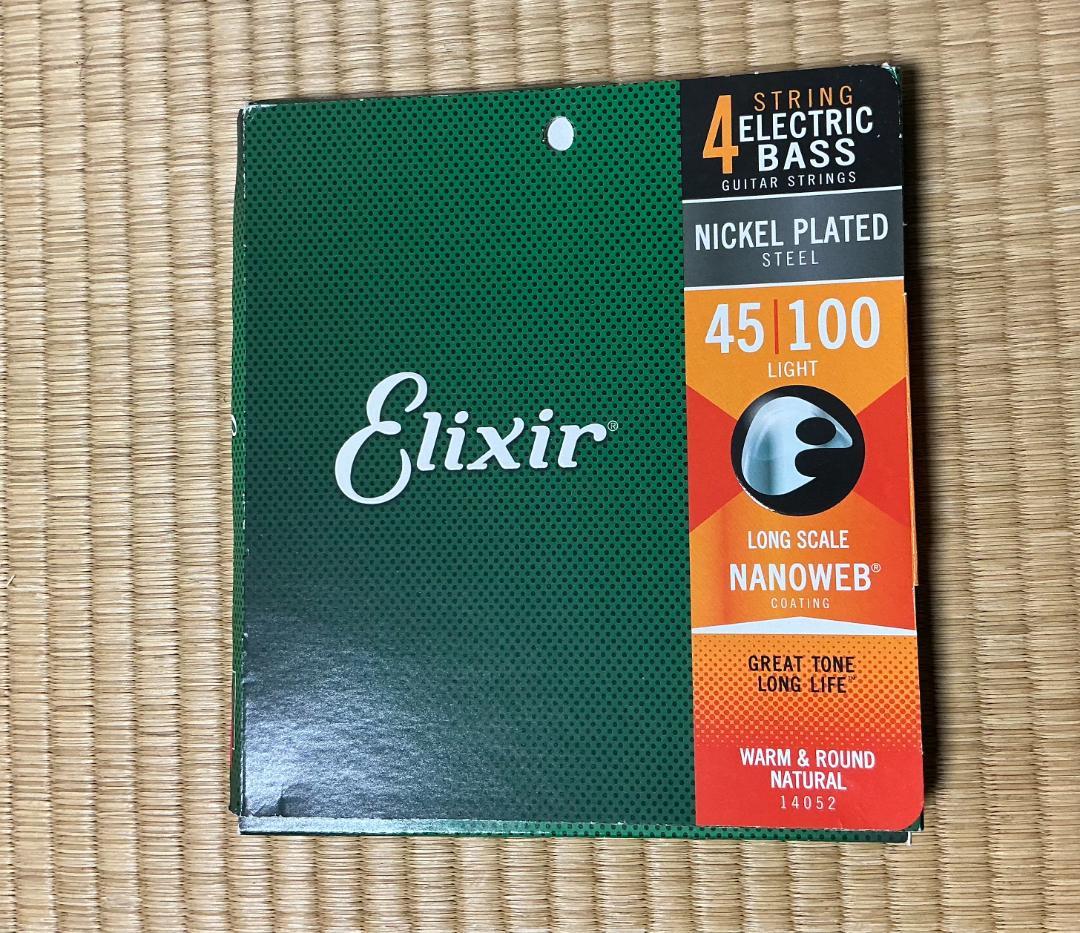 4 STRING
ELECTRIC
BASS
GUITAR STRINGS
NICKEL PLATED
STEEL
45|100
LIGHT
Elixir®
LONG SCALE
NANOWEB®
COATING
GREAT TONE
LONG LIFE™
WARM & ROUND
NATURAL
14052